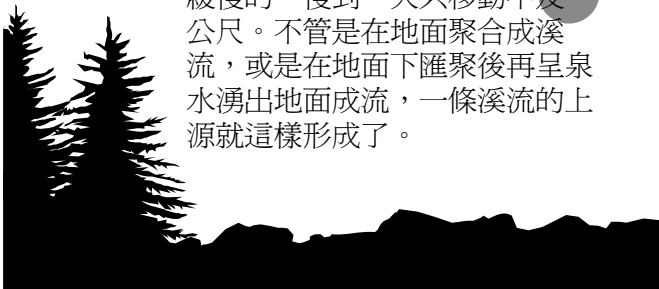 公尺。不管是在地面聚合成溪
流，或是在地面下匯聚後再呈泉
水湧出地面成流，一條溪流的上
源就這樣形成了。